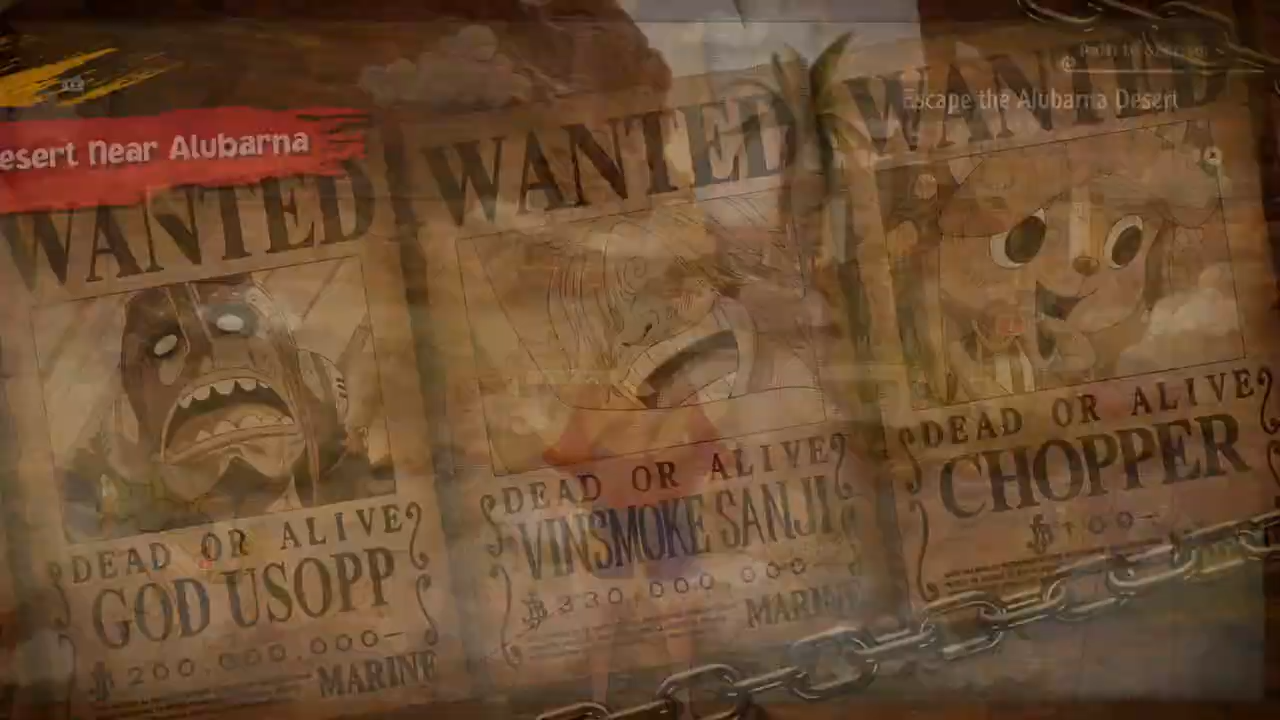 Escape the Alubarna Desert
esert Near Alubarna
WANTED
DEAD OR ALIVE
GOD USOPP
200.000.000-
MARINE
WANTED
DEAD OR ALIVE
VINSMOKE SANJI
330.000.000-
MARINE
WANTED
DEAD OR ALIVE
CHOPPER
100-